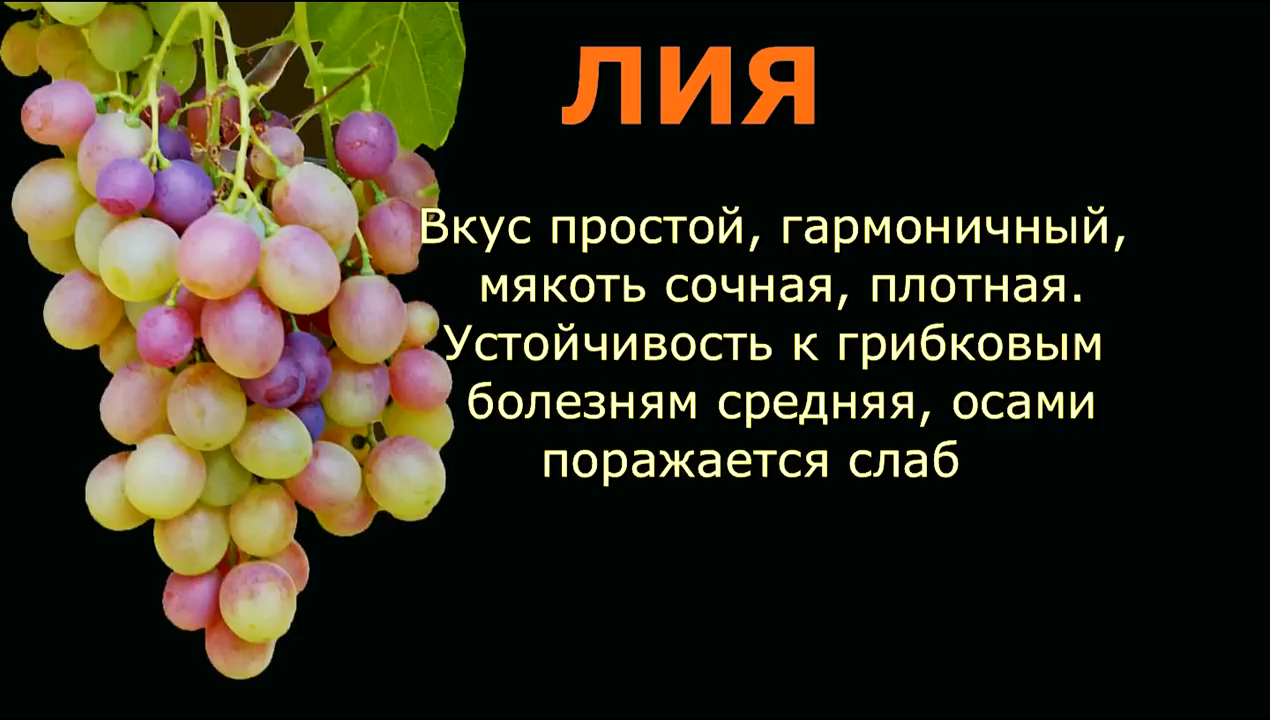 ЛИЯ
Вкус простой, гармоничный,
мякоть сочная, плотная.
Устойчивость к грибковым
болезням средняя, осами
поражается слаб